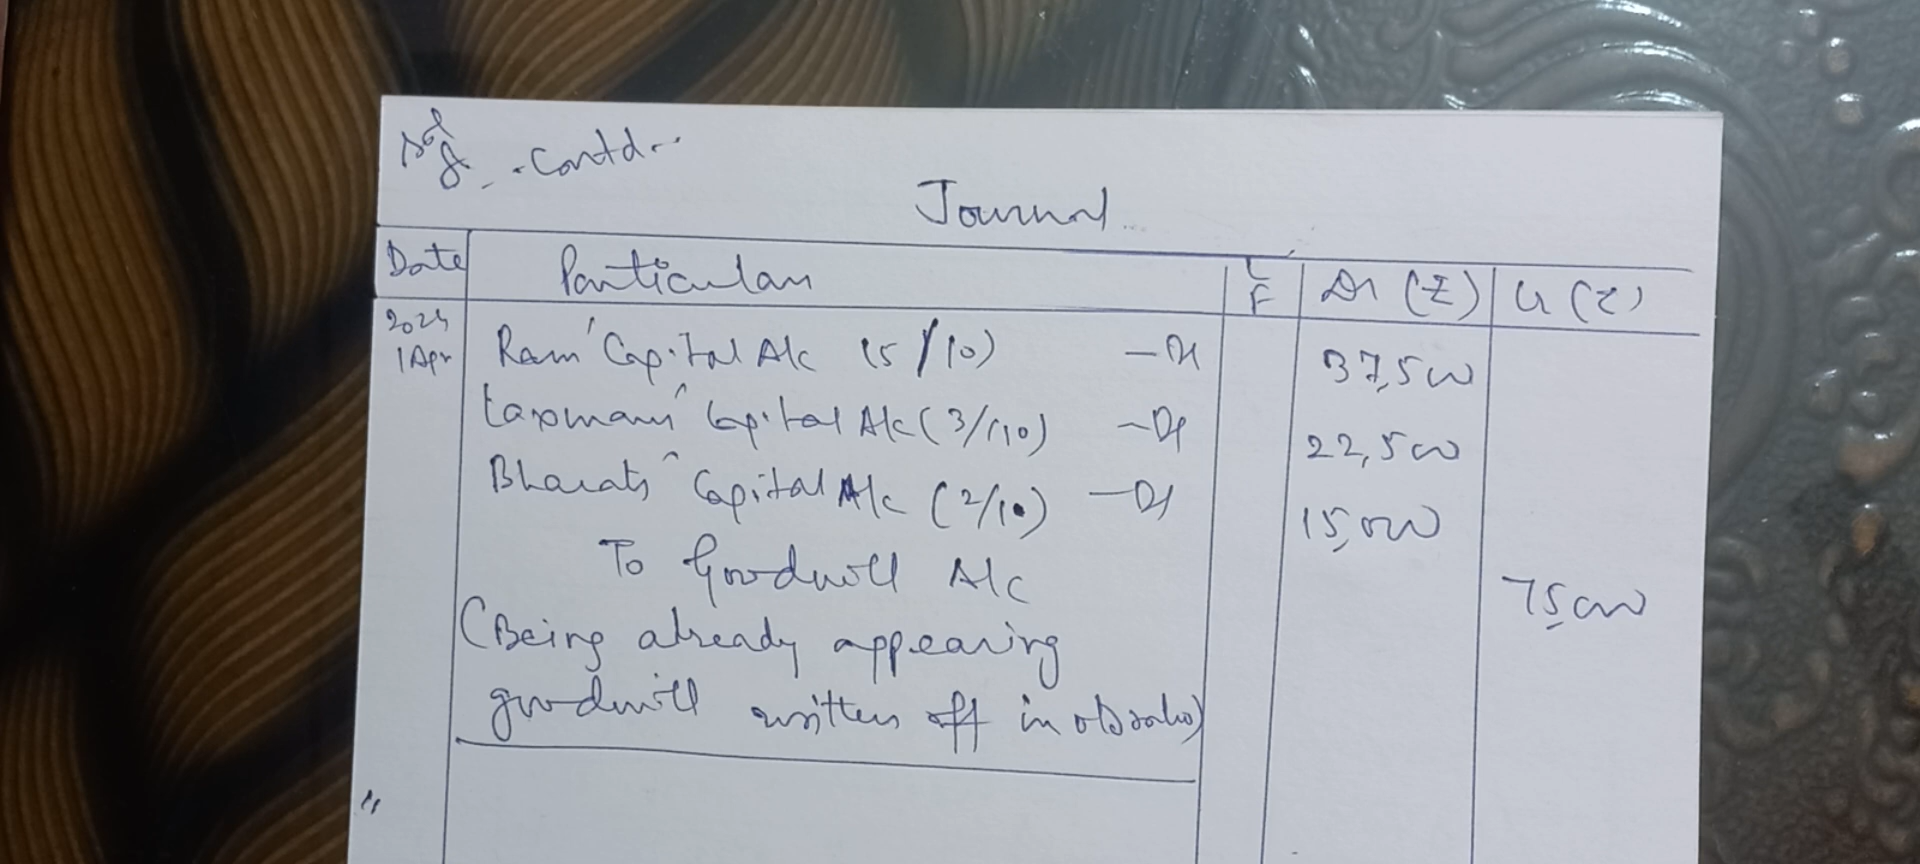 Contd..
Journal
Date Particulars L F Dr (₹) Cr (₹)
2024 1 Apr Ram' Capital A/c (5/10) — Dr 37,500
Laxman' Capital A/c (3/10) — Dr 22,500
Bharat' Capital A/c (2/10) — Dr 15,000
To Goodwill A/c 75,000
(Being already appearing
goodwill written off in old ratio)
"